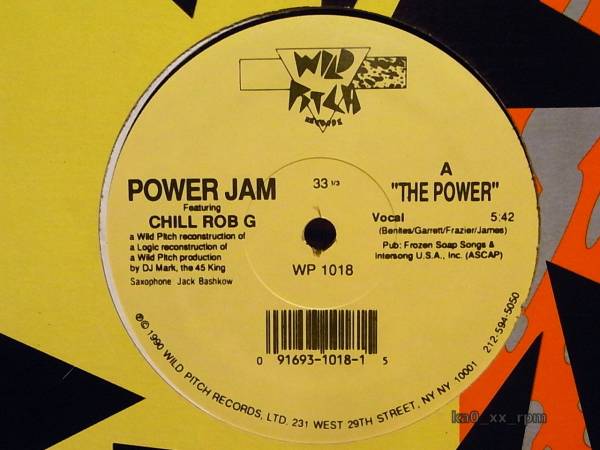 WILD
PITCH
RECORDS
POWER JAM
Featuring
CHILL ROB G
a Wild Pitch reconstruction of
a Logic reconstruction of
a Wild Pitch production
by DJ Mark, the 45 King
Saxophone Jack Bashkow
33 1/3
WP 1018
A
"THE POWER"
Vocal 5:42
(Benites/Garrett/Frazier/James)
Pub: Frozen Soap Songs &
Intersong U.S.A., Inc. (ASCAP)
0 91693-1018-1 5
℗© 1990 WILD PITCH RECORDS, LTD. 231 WEST 29TH STREET, NY NY 10001 212-594-5050
ka0_xx_rpm